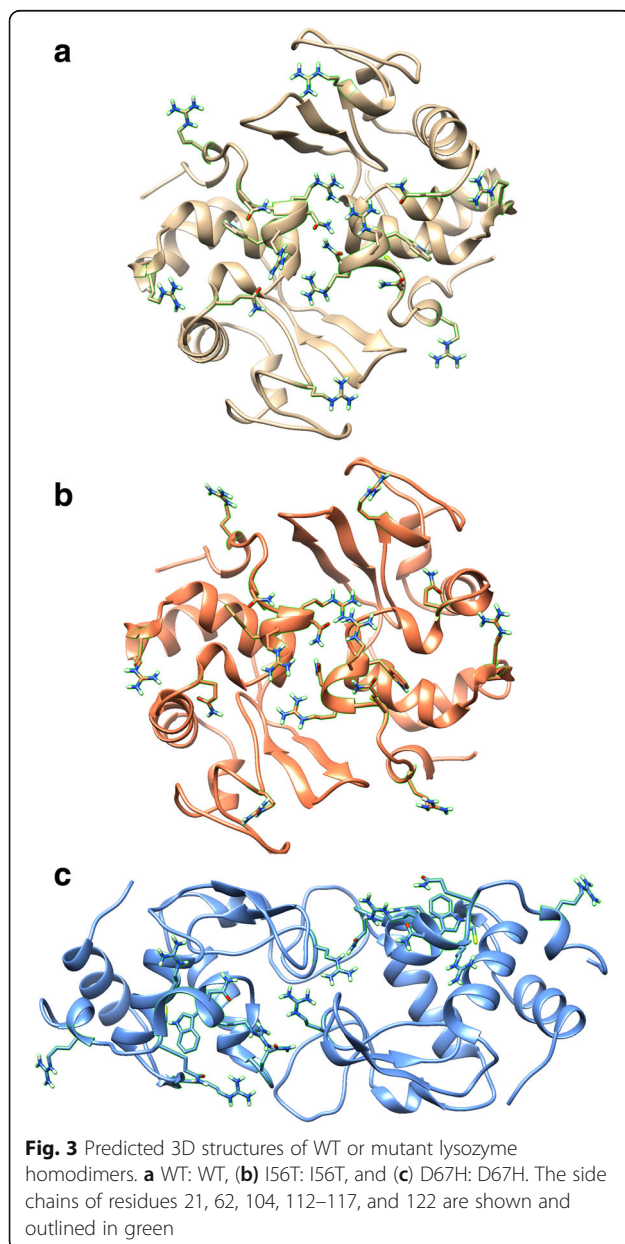 a
b
c
Fig. 3 Predicted 3D structures of WT or mutant lysozyme
homodimers. a WT: WT, (b) I56T: I56T, and (c) D67H: D67H. The side
chains of residues 21, 62, 104, 112–117, and 122 are shown and
outlined in green